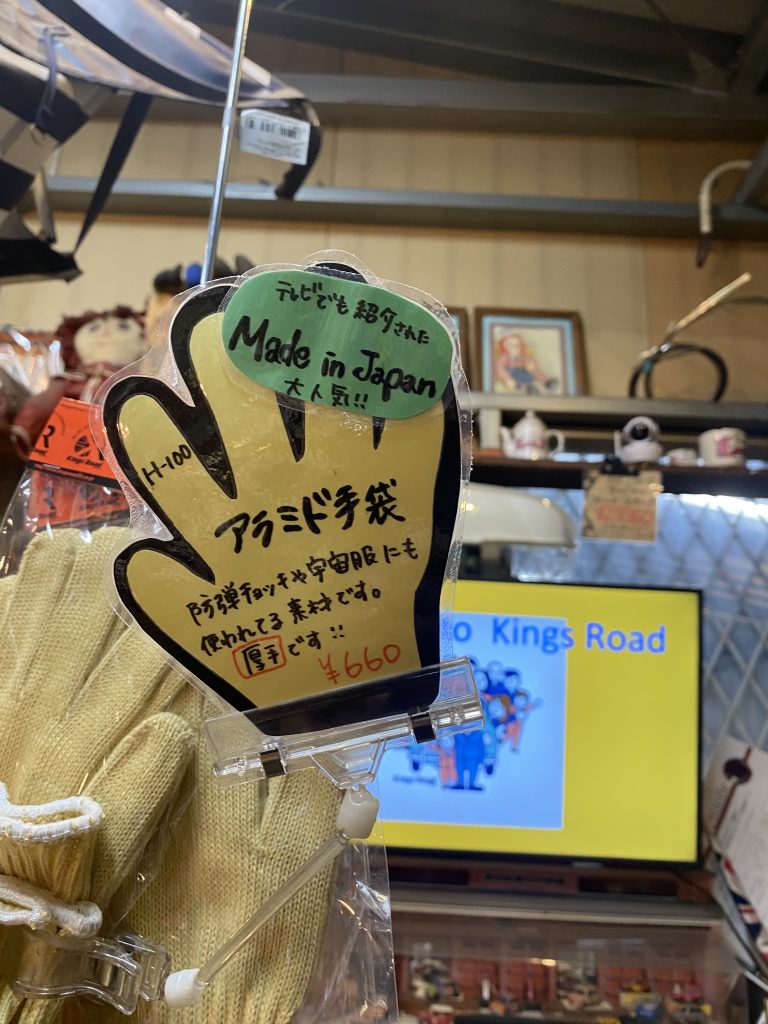 テレビでも紹介された
Made in Japan
大人気!!
H-100
アラミド手袋
防弾チョッキや宇宙服にも
使われてる素材です。
厚手です!!
¥660
Kings Road